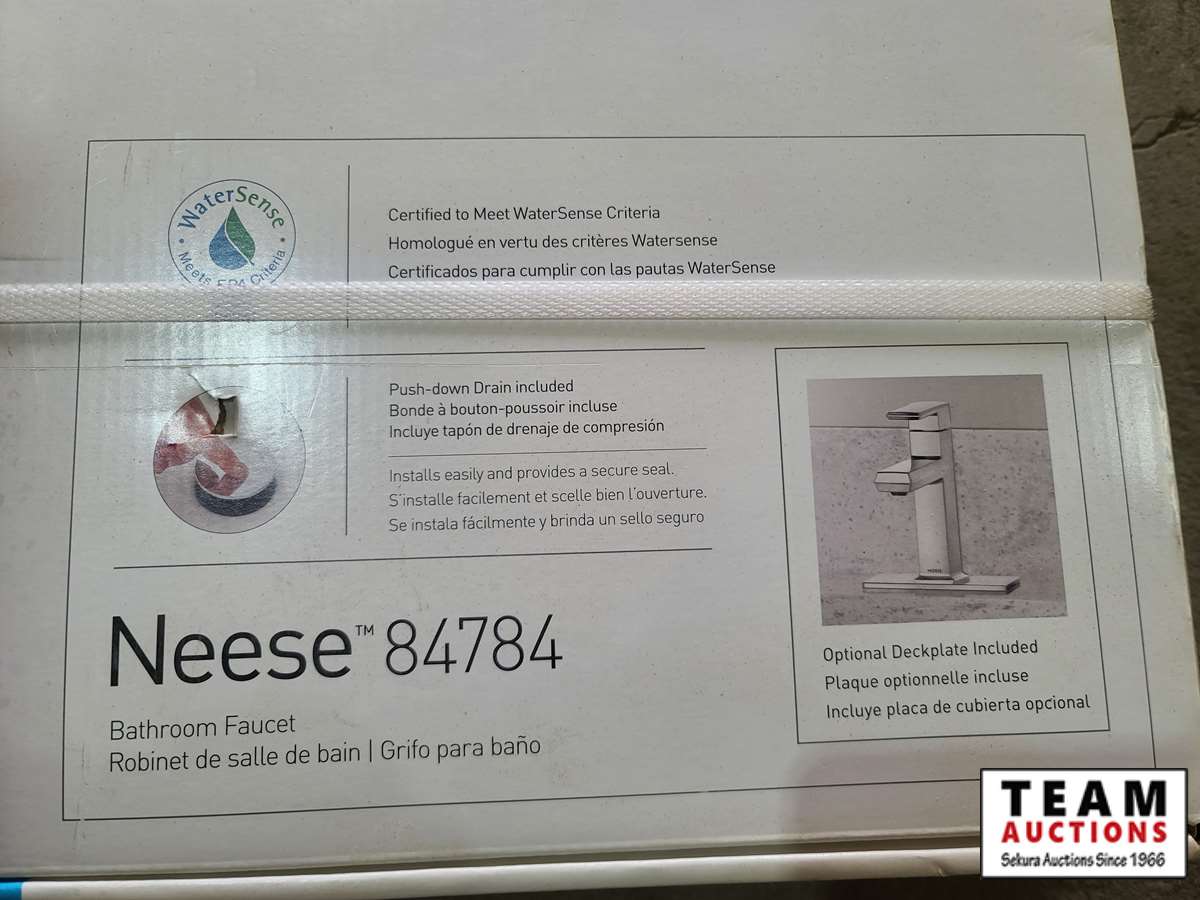 WaterSense
Meets EPA Criteria
Certified to Meet WaterSense Criteria
Homologué en vertu des critères Watersense
Certificados para cumplir con las pautas WaterSense
Push-down Drain included
Bonde à bouton-poussoir incluse
Incluye tapón de drenaje de compresión
Installs easily and provides a secure seal.
S'installe facilement et scelle bien l'ouverture.
Se instala fácilmente y brinda un sello seguro
Neese™ 84784
Bathroom Faucet
Robinet de salle de bain | Grifo para baño
MOEN
Optional Deckplate Included
Plaque optionnelle incluse
Incluye placa de cubierta opcional
TEAM
AUCTIONS
Sekura Auctions Since 1966